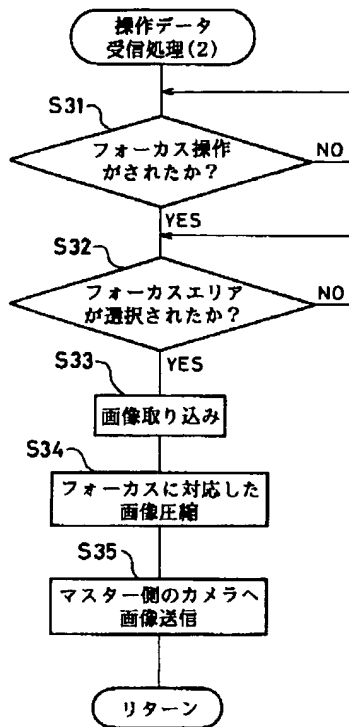 操作データ
受信処理(2)
S31
フォーカス操作
がされたか?
NO
YES
S32
フォーカスエリア
が選択されたか?
NO
YES
S33
画像取り込み
S34
フォーカスに対応した
画像圧縮
S35
マスター側のカメラへ
画像送信
リターン